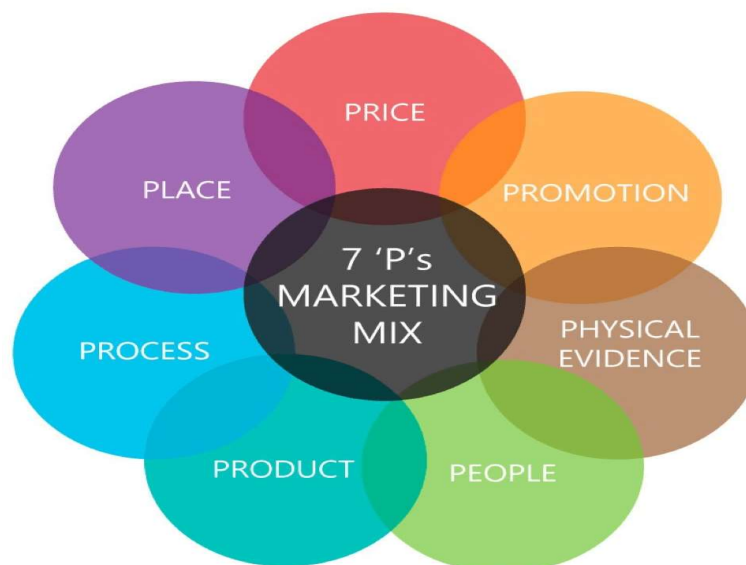 PRICE
PROMOTION
PLACE
7 ‘P’s
MARKETING
MIX
PHYSICAL
EVIDENCE
PROCESS
PRODUCT
PEOPLE